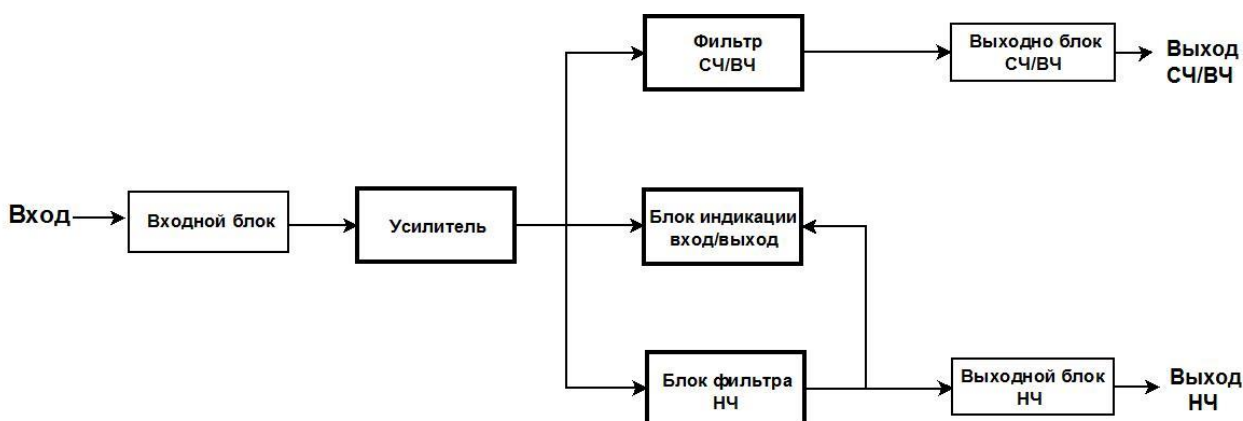 Фильтр
СЧ/ВЧ
Выходно блок
СЧ/ВЧ
Выход
СЧ/ВЧ
Вход
Входной блок
Усилитель
Блок индикации
вход/выход
Блок фильтра
НЧ
Выходной блок
НЧ
Выход
НЧ